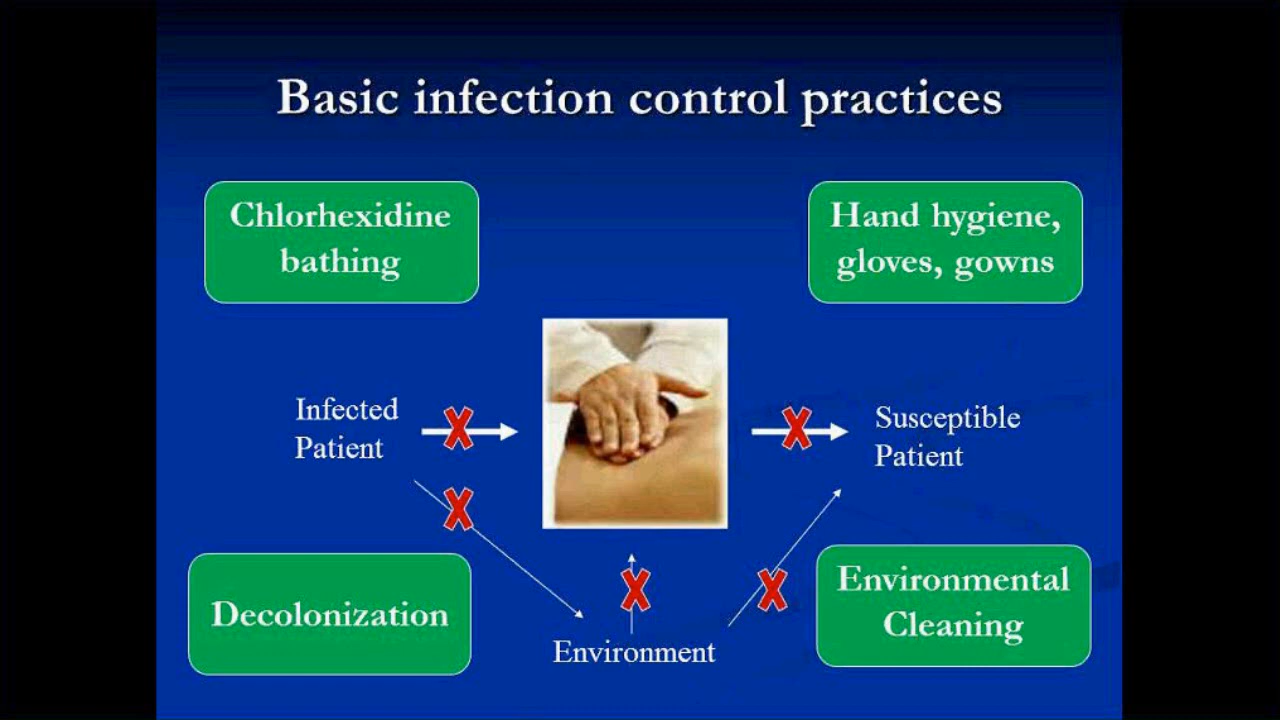 Basic infection control practices
Chlorhexidine
bathing
Hand hygiene,
gloves, gowns
Infected
Patient
Susceptible
Patient
Decolonization
Environmental
Cleaning
Environment